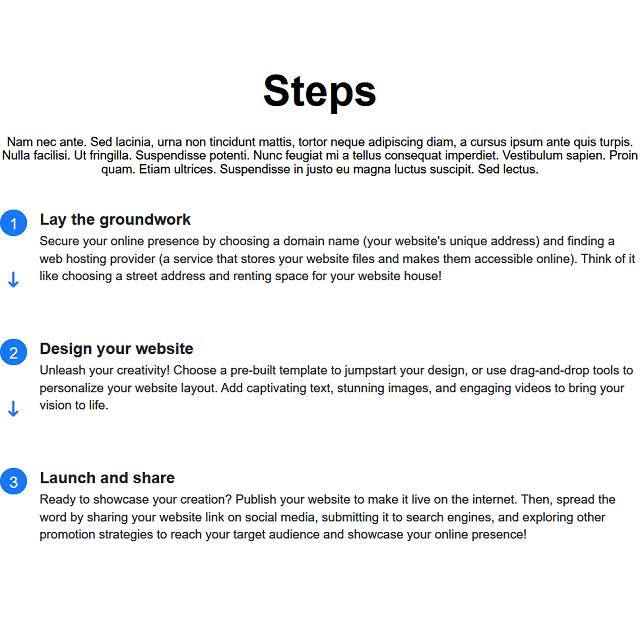 Steps
Nam nec ante. Sed lacinia, urna non tincidunt mattis, tortor neque adipiscing diam, a cursus ipsum ante quis turpis.
Nulla facilisi. Ut fringilla. Suspendisse potenti. Nunc feugiat mi a tellus consequat imperdiet. Vestibulum sapien. Proin
quam. Etiam ultrices. Suspendisse in justo eu magna luctus suscipit. Sed lectus.
1 Lay the groundwork
Secure your online presence by choosing a domain name (your website's unique address) and finding a
web hosting provider (a service that stores your website files and makes them accessible online). Think of it
like choosing a street address and renting space for your website house!
2 Design your website
Unleash your creativity! Choose a pre-built template to jumpstart your design, or use drag-and-drop tools to
personalize your website layout. Add captivating text, stunning images, and engaging videos to bring your
vision to life.
3 Launch and share
Ready to showcase your creation? Publish your website to make it live on the internet. Then, spread the
word by sharing your website link on social media, submitting it to search engines, and exploring other
promotion strategies to reach your target audience and showcase your online presence!